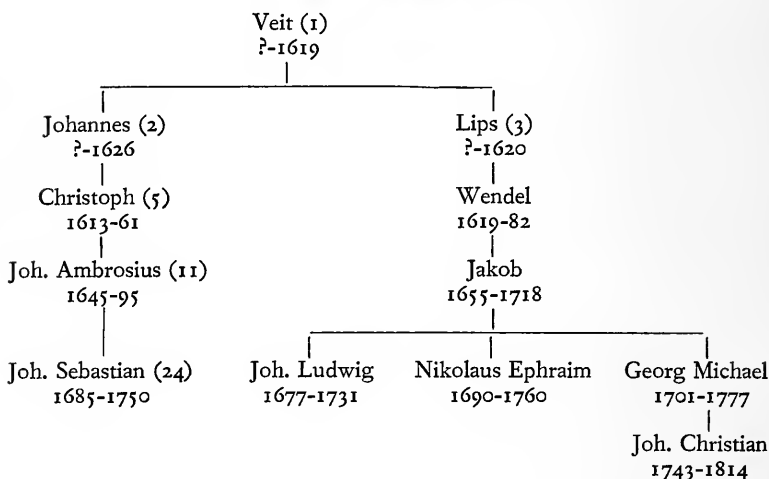 Veit (1)
?-1619
Johannes (2) Lips (3)
?-1626 ?-1620
Christoph (5) Wendel
1613-61 1619-82
Joh. Ambrosius (11) Jakob
1645-95 1655-1718
Joh. Sebastian (24) Joh. Ludwig Nikolaus Ephraim Georg Michael
1685-1750 1677-1731 1690-1760 1701-1777
Joh. Christian
1743-1814